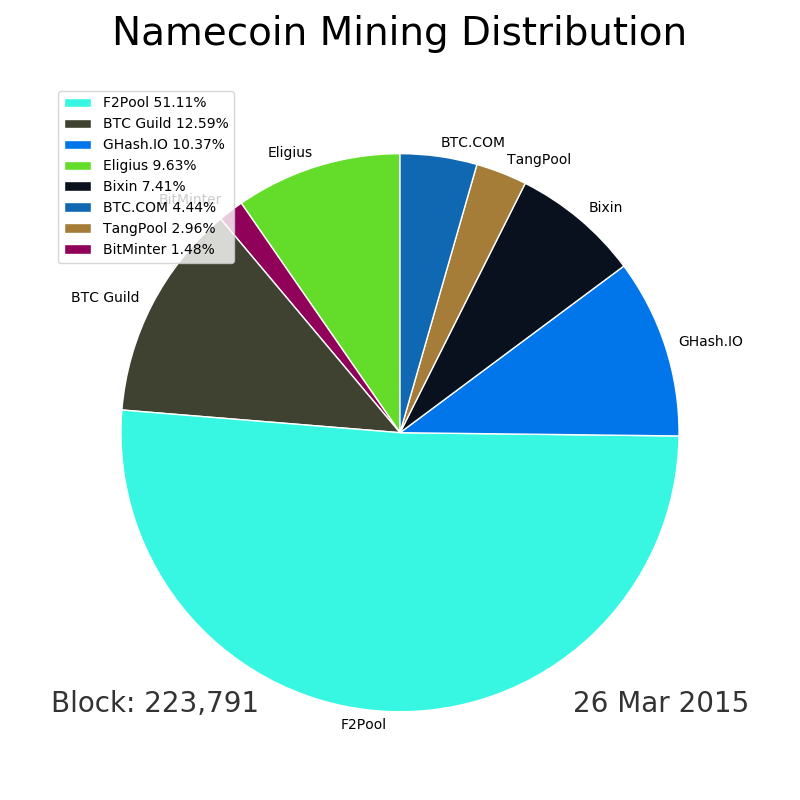 Namecoin Mining Distribution
F2Pool 51.11%
BTC Guild 12.59%
GHash.IO 10.37%
Eligius 9.63%
Bixin 7.41%
BTC.COM 4.44%
TangPool 2.96%
BitMinter 1.48%
BTC.COM
Eligius
TangPool
BitMinter
Bixin
BTC Guild
GHash.IO
Block: 223,791
26 Mar 2015
F2Pool